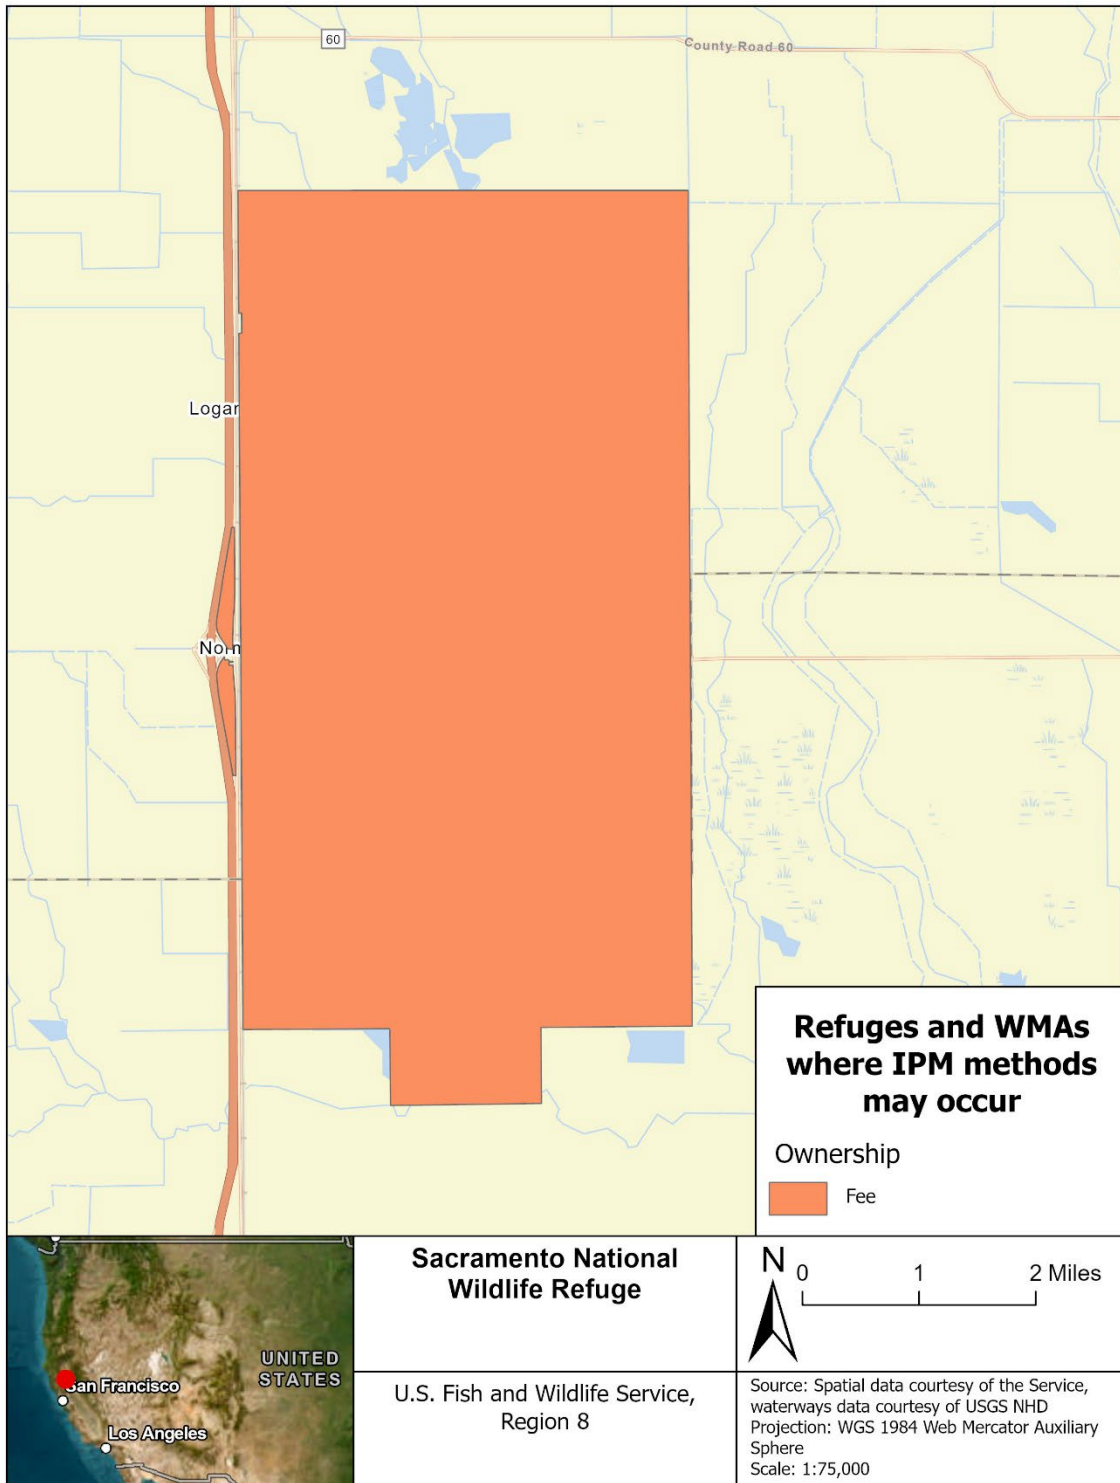 60
County Road 60
Logan
Norn
Refuges and WMAs
where IPM methods
may occur
Ownership
Fee
Sacramento National
Wildlife Refuge
N
0 1 2 Miles
UNITED
STATES
San Francisco
Los Angeles
U.S. Fish and Wildlife Service,
Region 8
Source: Spatial data courtesy of the Service,
waterways data courtesy of USGS NHD
Projection: WGS 1984 Web Mercator Auxiliary
Sphere
Scale: 1:75,000